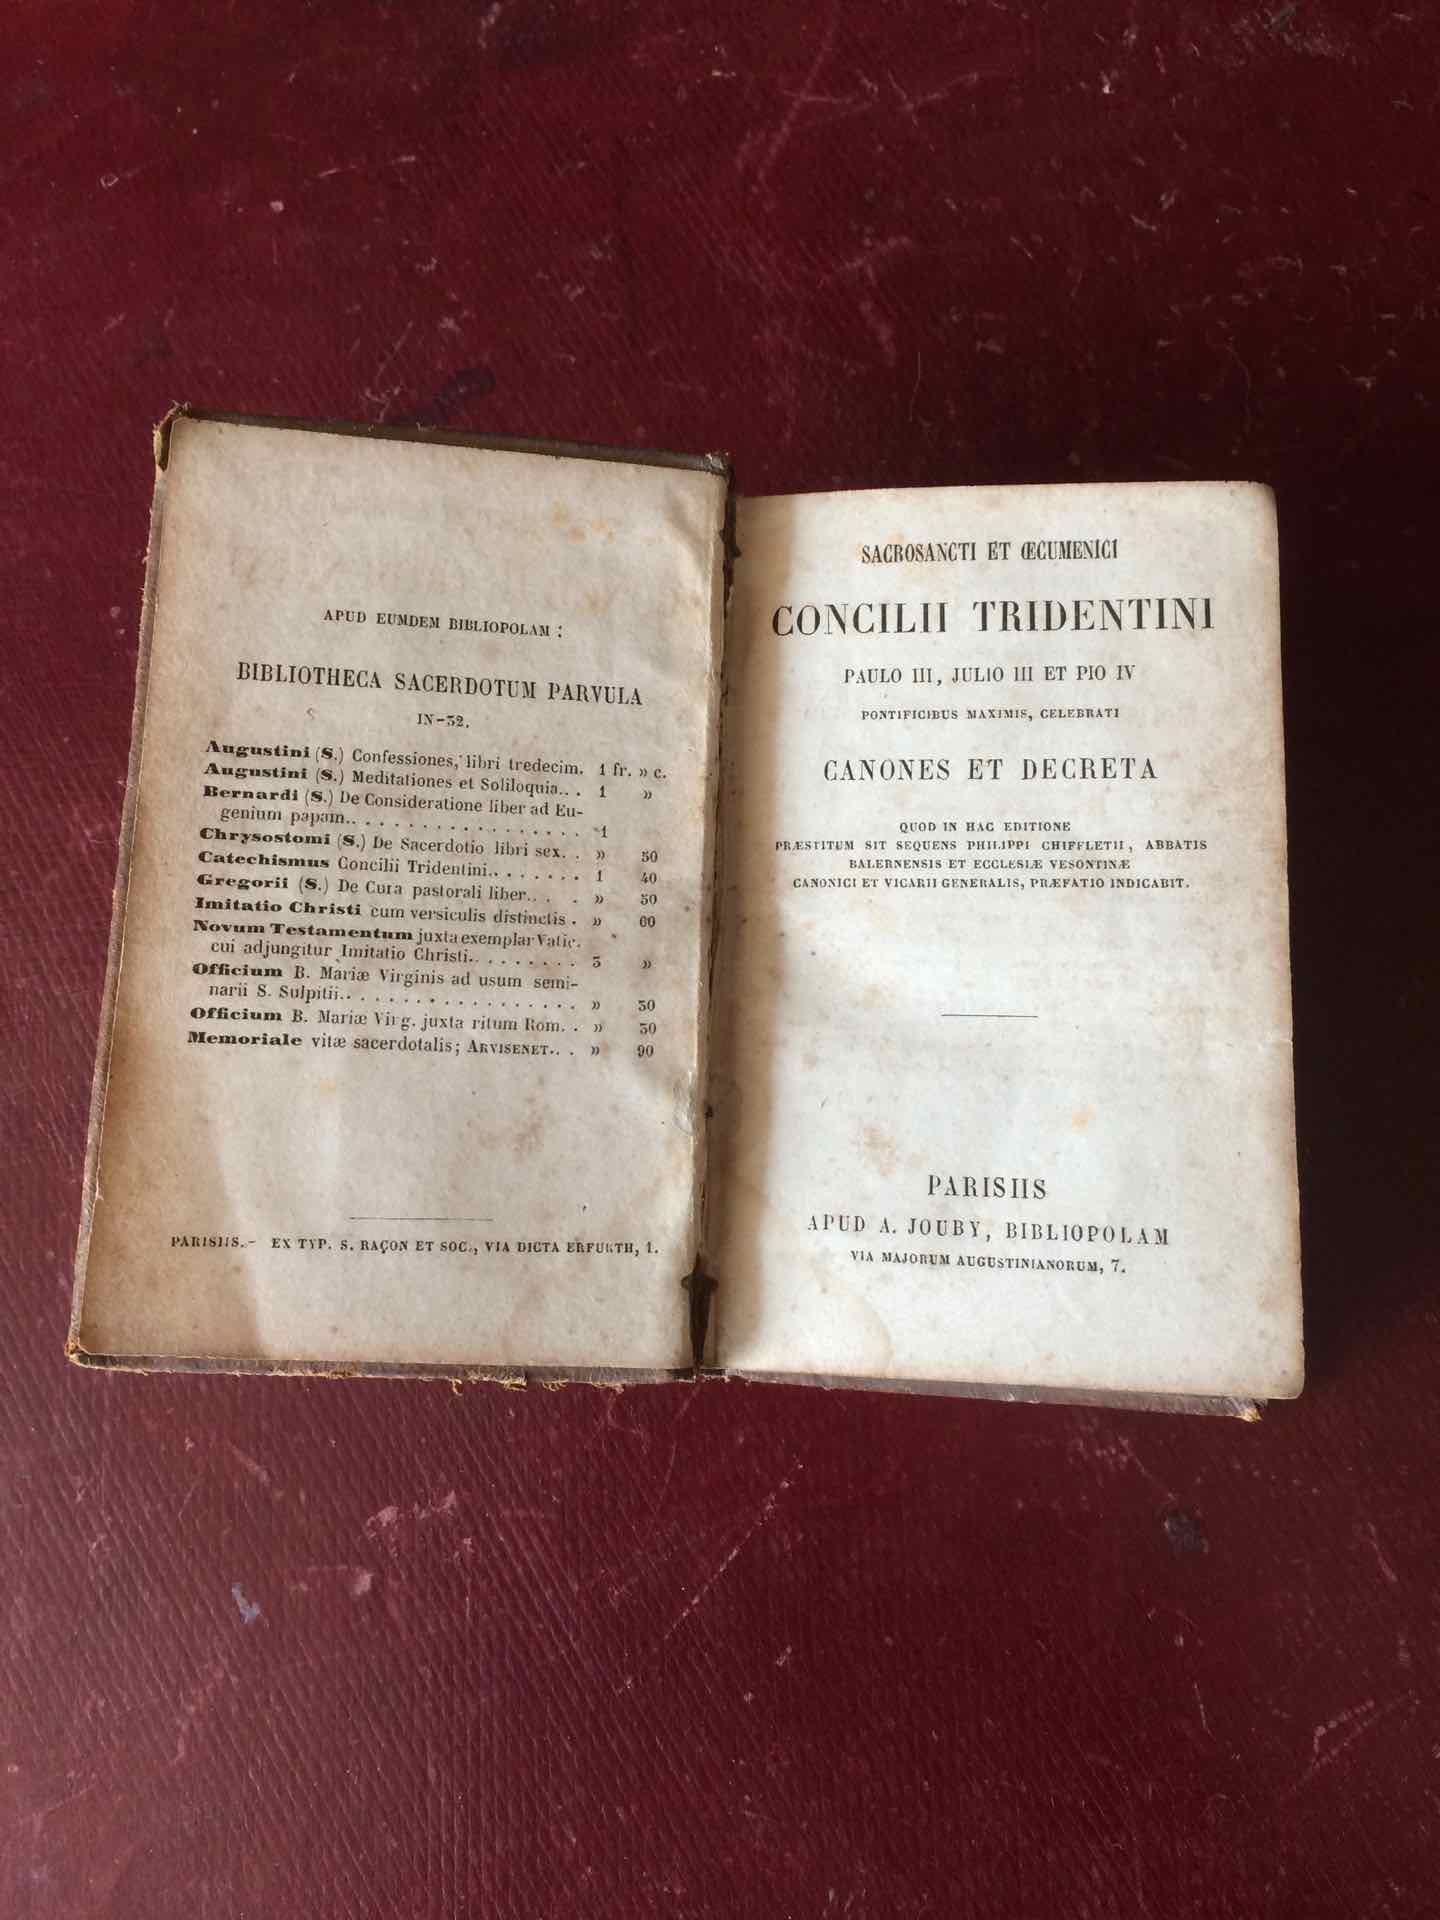 APUD EUMDEM BIBLIOPOLAM :
BIBLIOTHECA SACERDOTUM PARVULA
IN-32.
Augustini (S.) Confessiones, libri tredecim. 1 fr. » c.
Augustini (S.) Meditationes et Soliloquia.. . 1 »
Bernardi (S.) De Consideratione liber ad Eu-
genium papam.. . . . . . . . . . . . . . . . . 1
Chrysostomi (S.) De Sacerdotio libri sex. . » 50
Catechismus Concilii Tridentini.. . . . . . . . 1 40
Gregorii (S.) De Cura pastorali liber.. . . » 50
Imitatio Christi cum versiculis distinctis . » 60
Novum Testamentum juxta exemplar Vatic.
cui adjungitur Imitatio Christi.. . . . . . . . 3 »
Officium B. Mariæ Virginis ad usum semi-
narii S. Sulpitii.. . . . . . . . . . . . . . . . . » 30
Officium B. Mariæ Virg. juxta ritum Rom. . » 30
Memoriale vitæ sacerdotalis; ARVISENET.. . » 90
PARISIIS.– EX TYP. S. RAÇON ET SOC., VIA DICTA ERFURTH, 1.
SACROSANCTI ET ŒCUMENICI
CONCILII TRIDENTINI
PAULO III, JULIO III ET PIO IV
PONTIFICIBUS MAXIMIS, CELEBRATI
CANONES ET DECRETA
QUOD IN HAC EDITIONE
PRÆSTITUM SIT SEQUENS PHILIPPI CHIFFLETII, ABBATIS
BALERNENSIS ET ECCLESIÆ VESONTINÆ
CANONICI ET VICARII GENERALIS, PRÆFATIO INDICABIT.
PARISIIS
APUD A. JOUBY, BIBLIOPOLAM
VIA MAJORUM AUGUSTINIANORUM, 7.